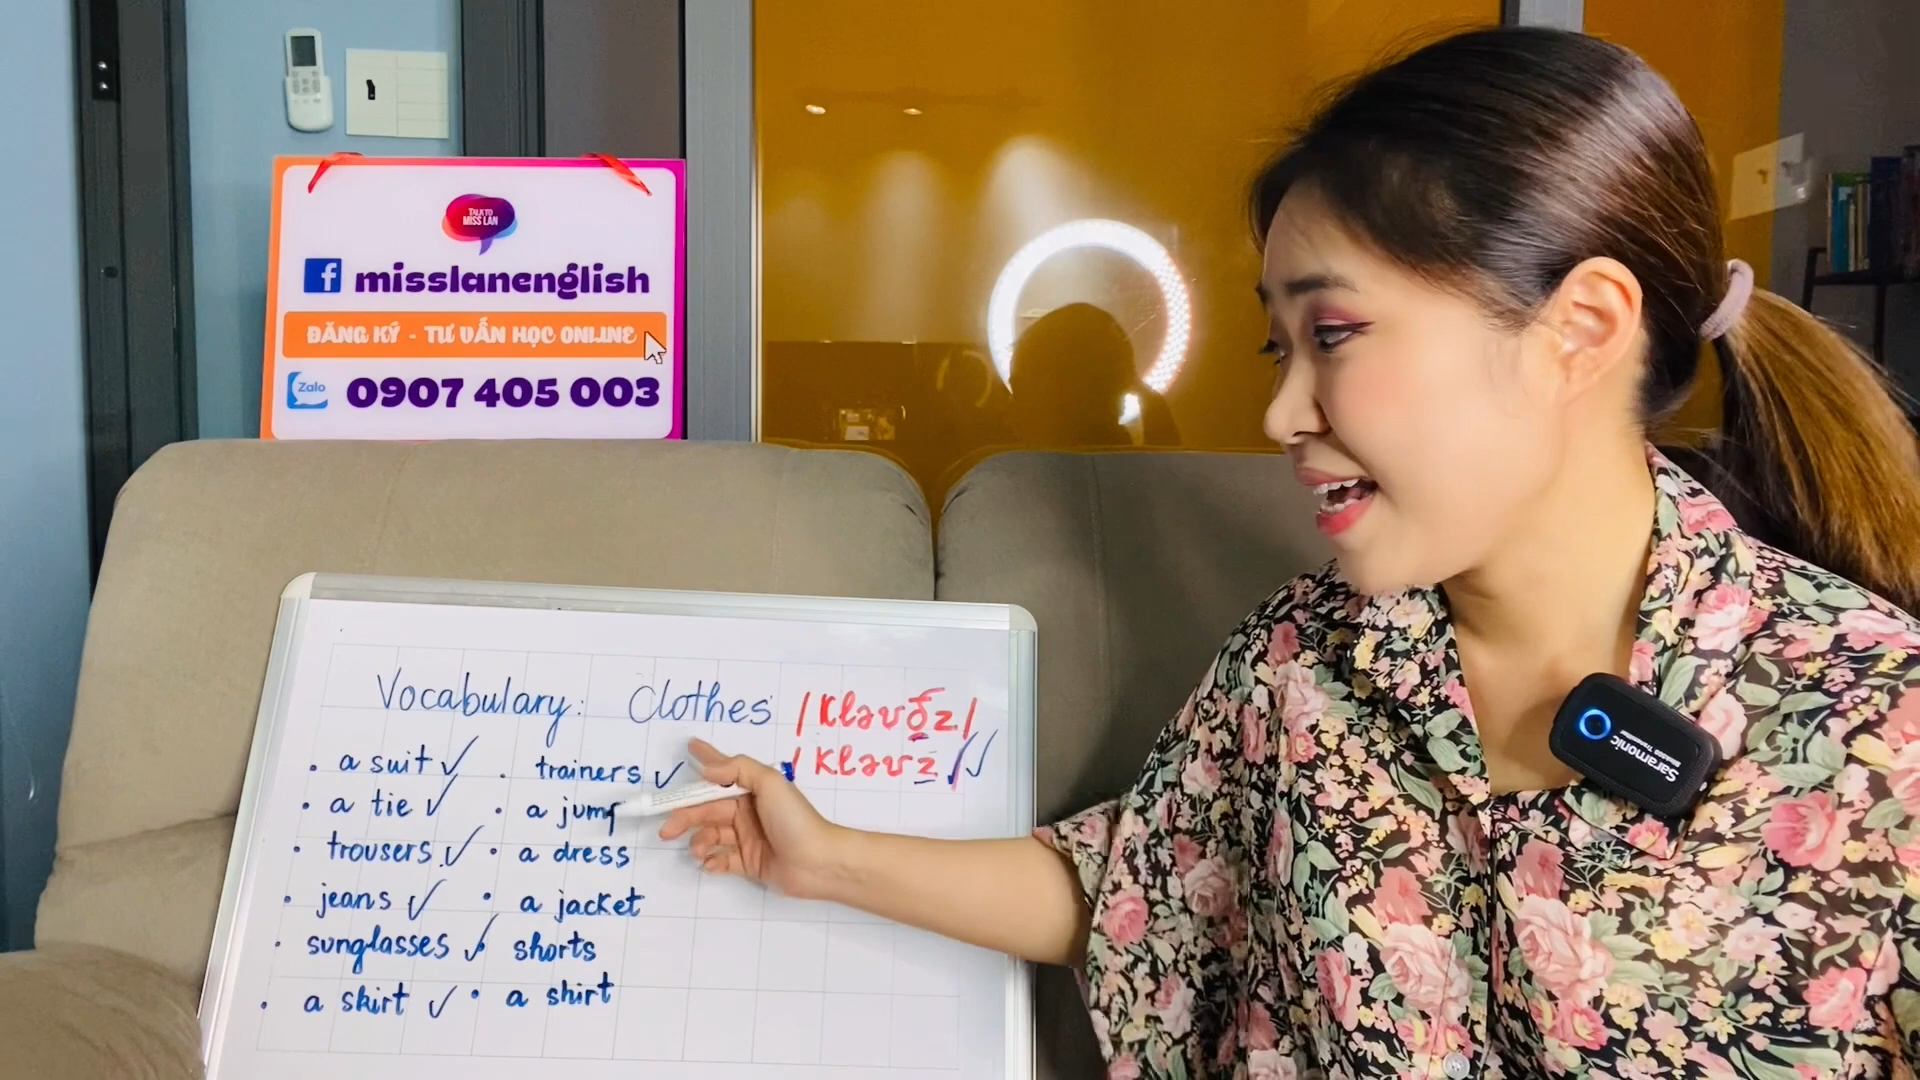 TALK TO
MISS LAN
f misslanenglish
ĐĂNG KÝ - TƯ VẤN HỌC ONLINE
Zalo 0907 405 003
Vocabulary: Clothes /kləʊðz/
/kləʊz/
• a suit ✓ • trainers ✓
• a tie ✓ • a jump
• trousers ✓ • a dress
• jeans ✓ • a jacket
• sunglasses ✓ • shorts
• a skirt ✓ • a shirt
Saramonic